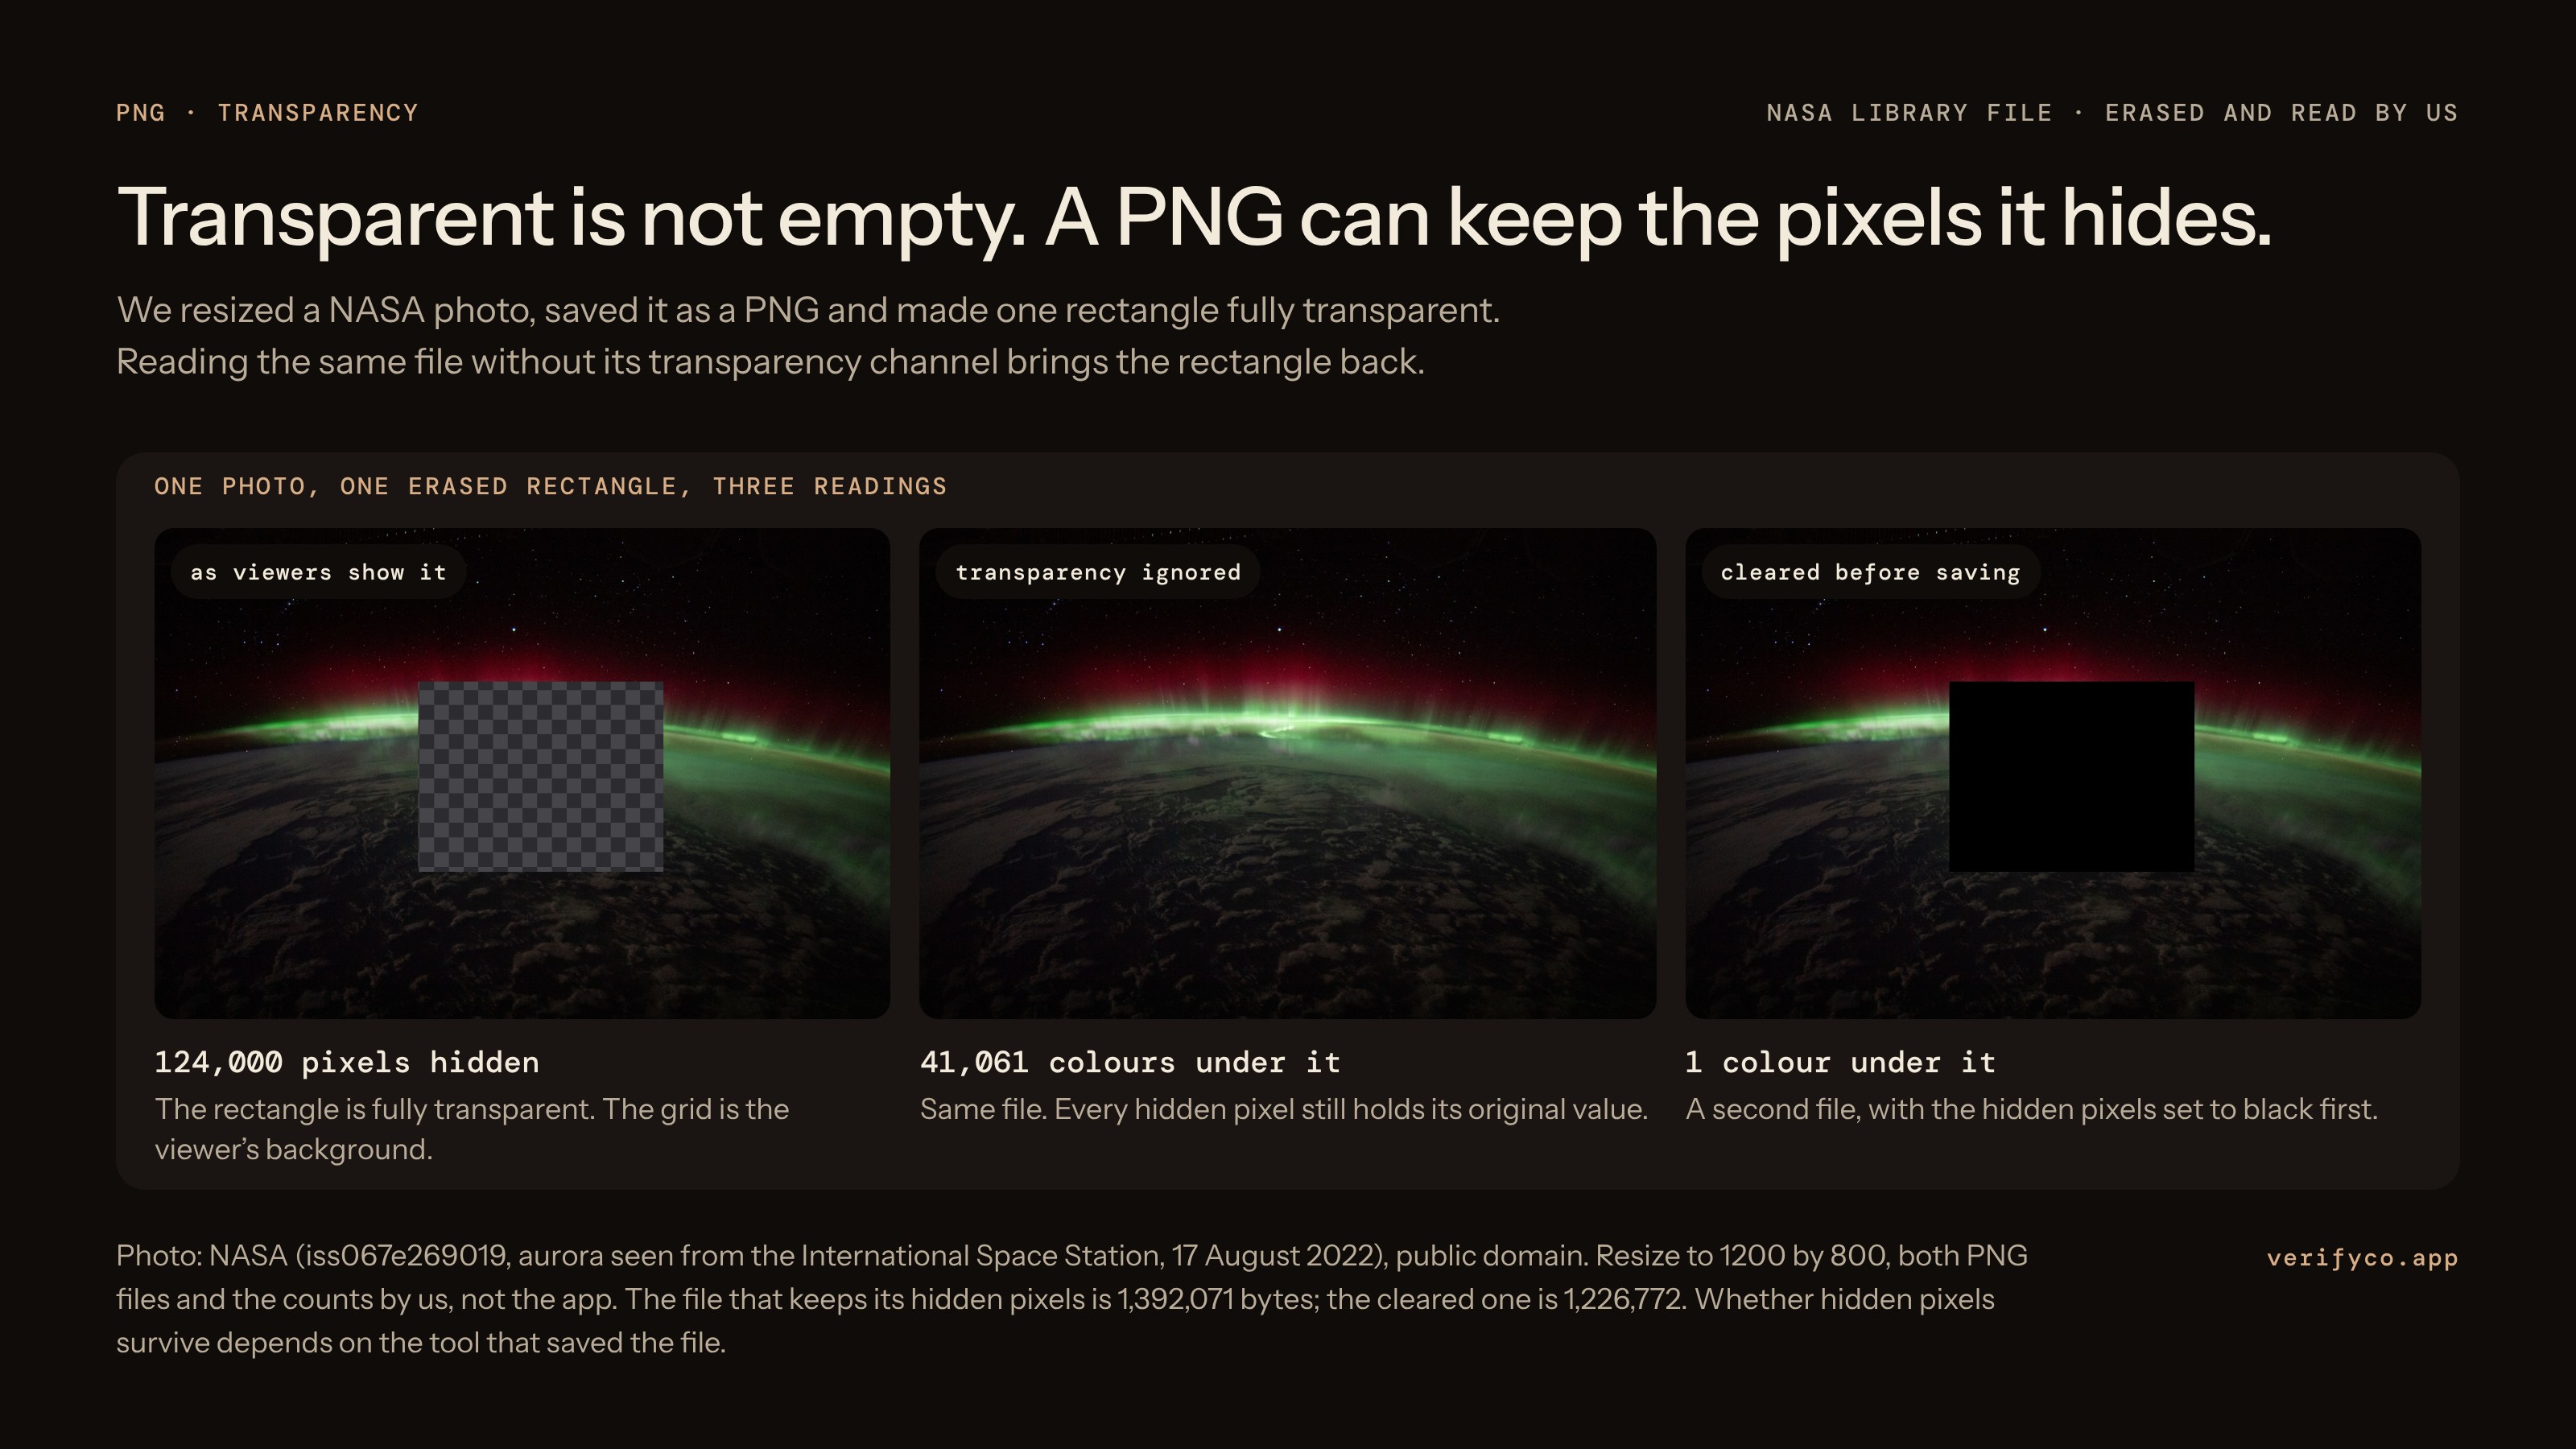 PNG · TRANSPARENCY
NASA LIBRARY FILE · ERASED AND READ BY US
Transparent is not empty. A PNG can keep the pixels it hides.
We resized a NASA photo, saved it as a PNG and made one rectangle fully transparent.
Reading the same file without its transparency channel brings the rectangle back.
ONE PHOTO, ONE ERASED RECTANGLE, THREE READINGS
as viewers show it
transparency ignored
cleared before saving
124,000 pixels hidden
The rectangle is fully transparent. The grid is the
viewer’s background.
41,061 colours under it
Same file. Every hidden pixel still holds its original value.
1 colour under it
A second file, with the hidden pixels set to black first.
Photo: NASA (iss067e269019, aurora seen from the International Space Station, 17 August 2022), public domain. Resize to 1200 by 800, both PNG
files and the counts by us, not the app. The file that keeps its hidden pixels is 1,392,071 bytes; the cleared one is 1,226,772. Whether hidden pixels
survive depends on the tool that saved the file.
verifyco.app